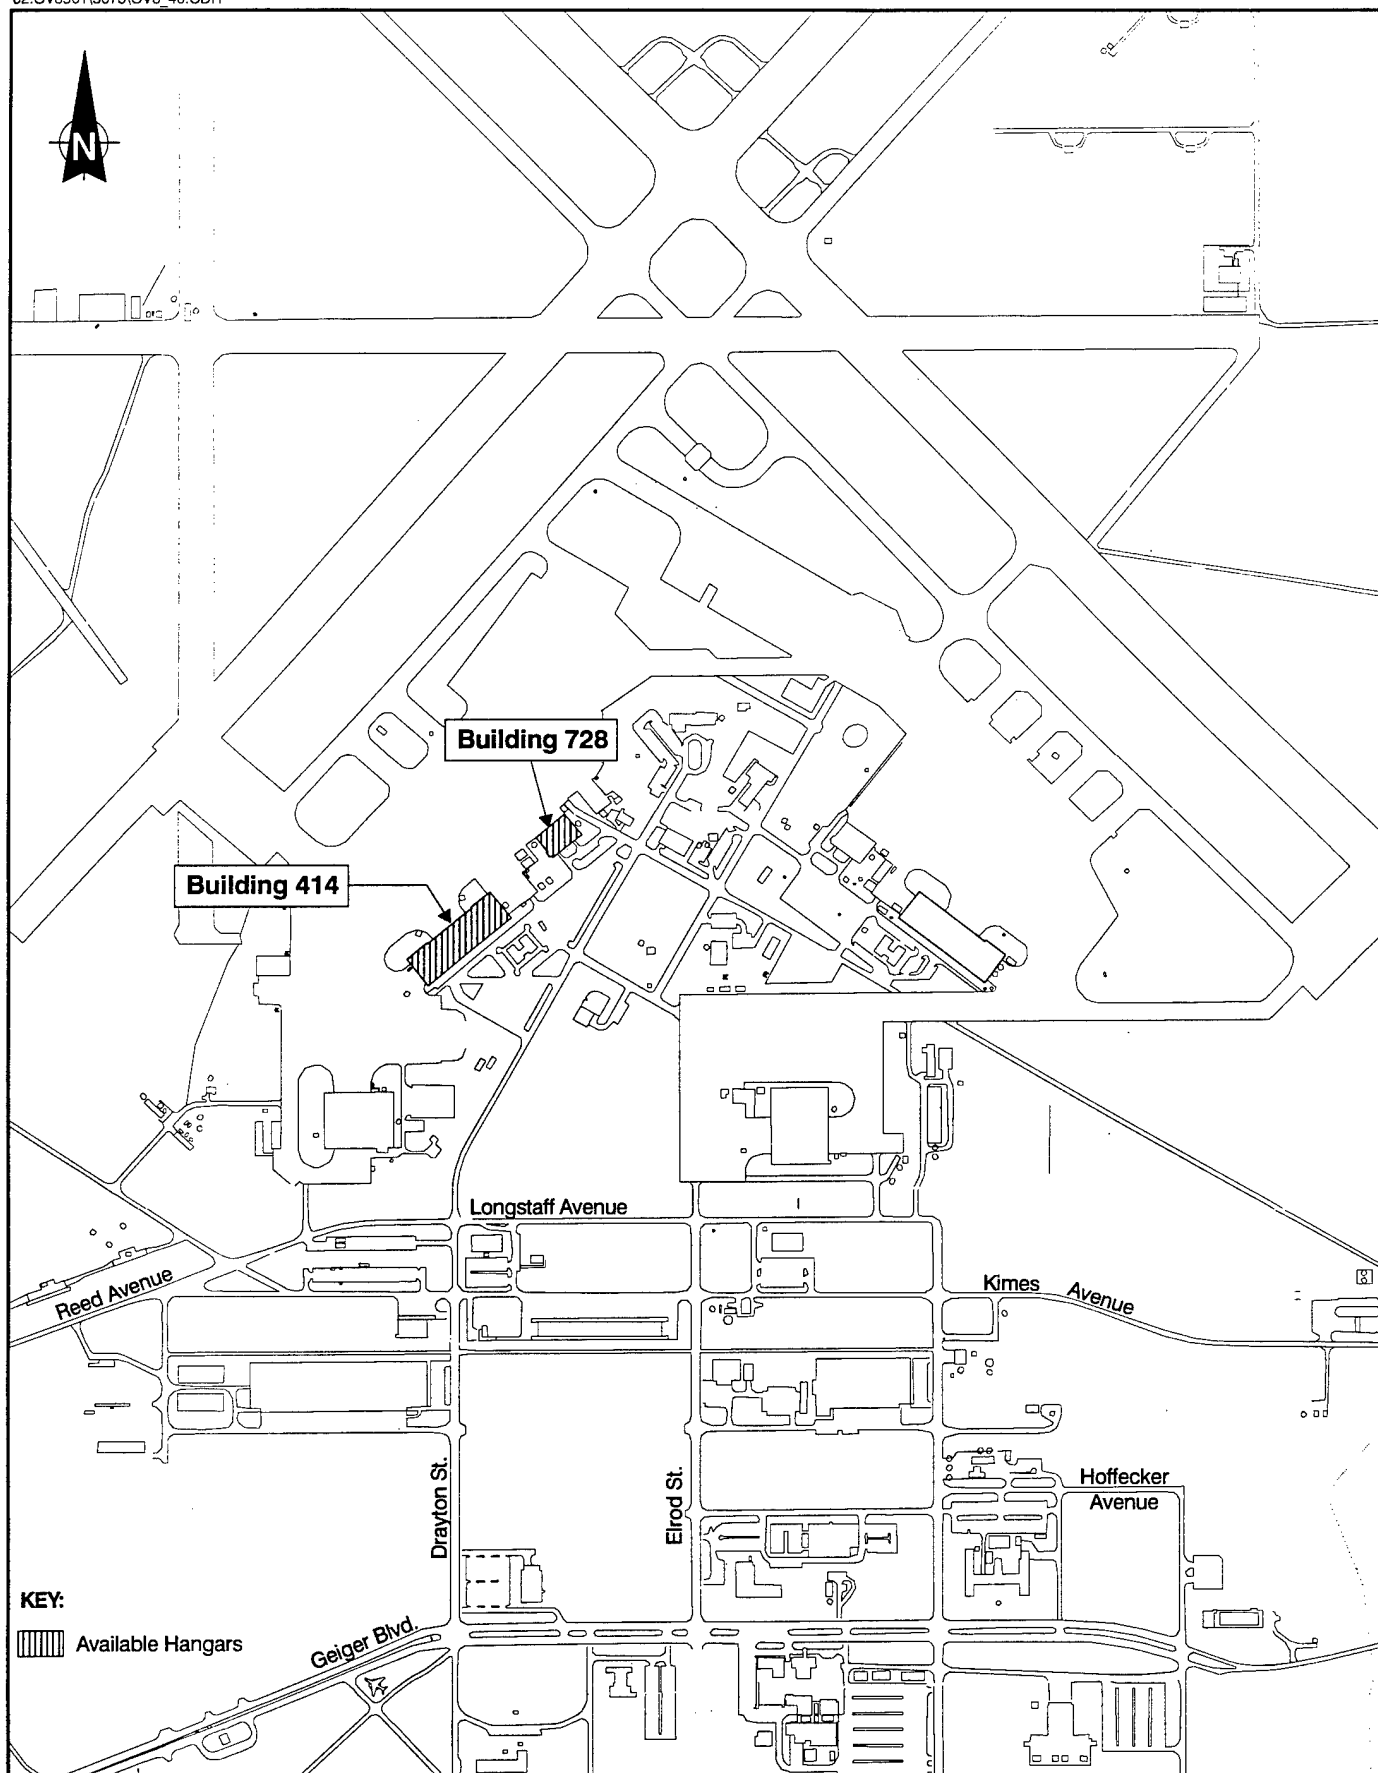 N
Building 728
Building 414
Longstaff Avenue
Reed Avenue
Kimes Avenue
Hoffecker
Avenue
Drayton St.
Elrod St.
KEY:
Available Hangars
Geiger Blvd.